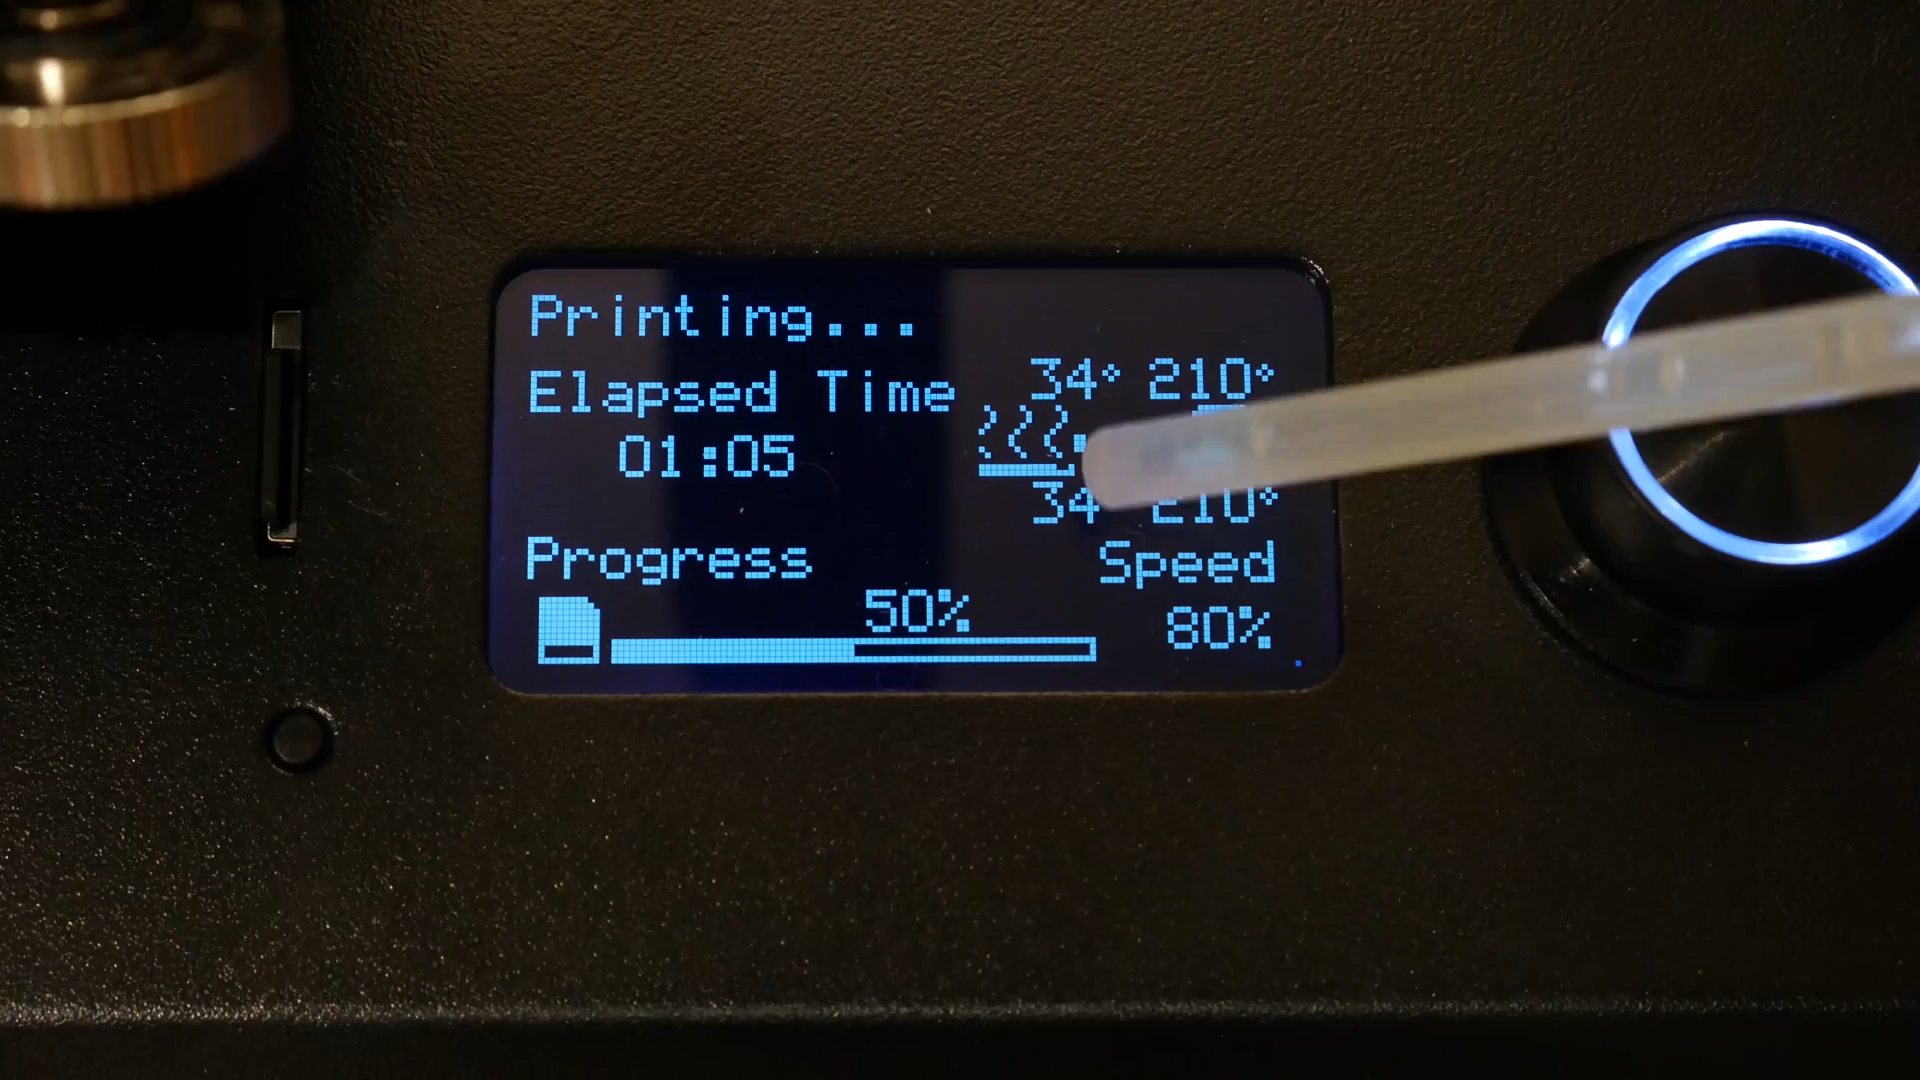 Printing...
34° 210°
Elapsed Time
01:05
34 210°
Progress
Speed
50%
80%